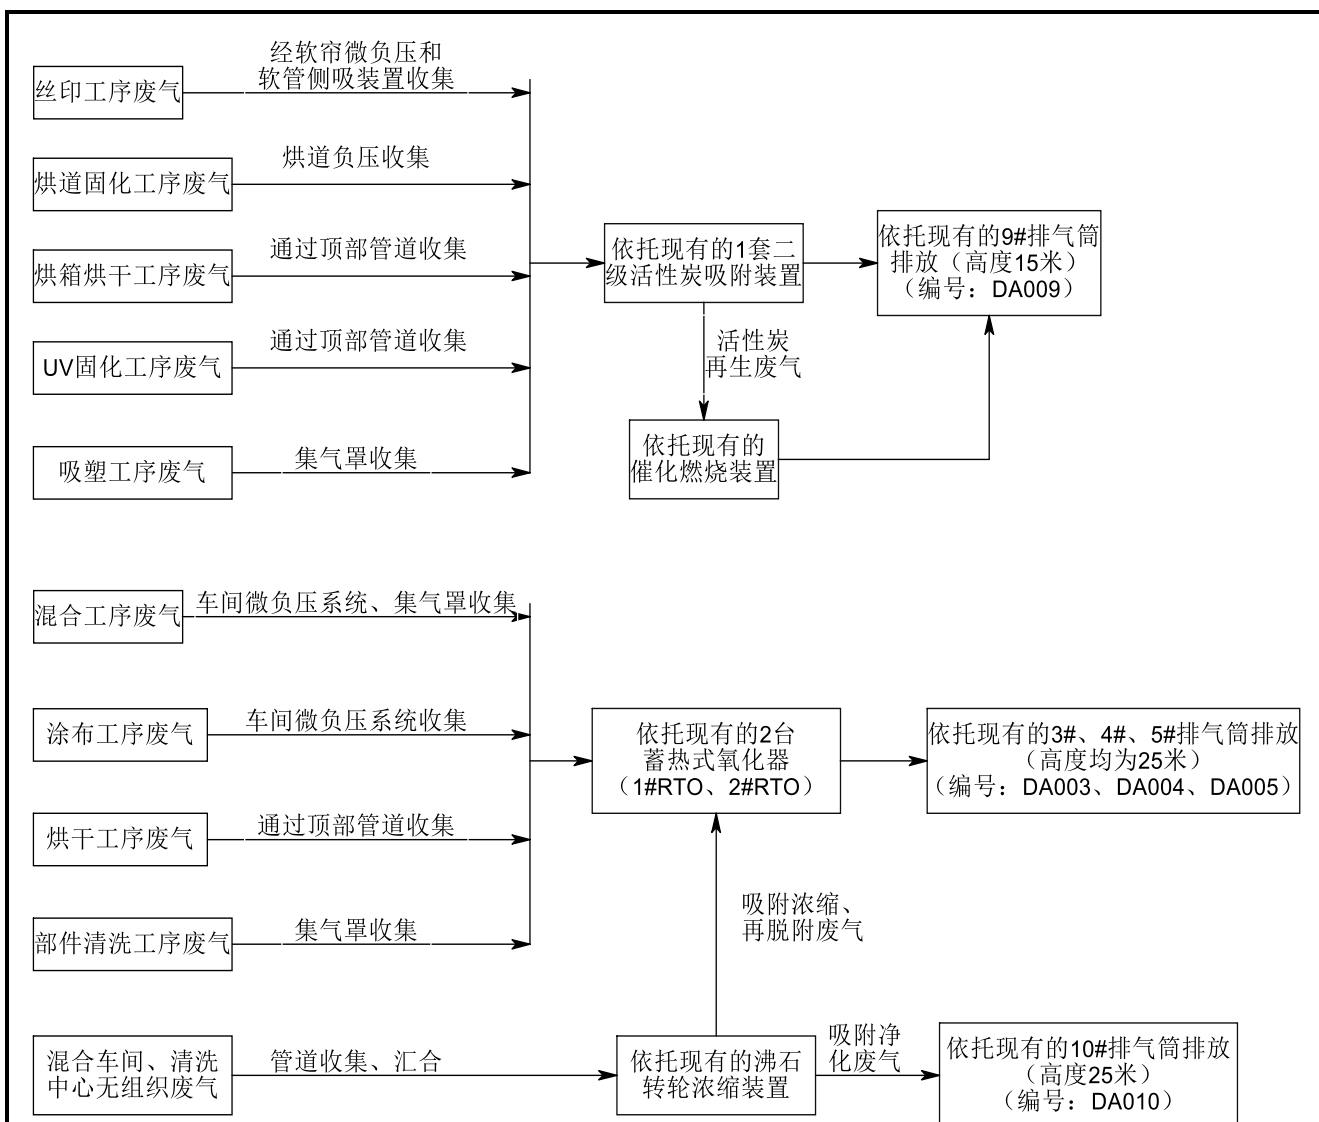 经软帘微负压和
软管侧吸装置收集
丝印工序废气
烘道负压收集
烘道固化工序废气
通过顶部管道收集
烘箱烘干工序废气
依托现有的1套二
级活性炭吸附装置
依托现有的9#排气筒
排放（高度15米）
（编号：DA009）
通过顶部管道收集
UV固化工序废气
活性炭
再生废气
集气罩收集
吸塑工序废气
依托现有的
催化燃烧装置
车间微负压系统、集气罩收集
混合工序废气
车间微负压系统收集
涂布工序废气
依托现有的2台
蓄热式氧化器
（1#RTO、2#RTO）
依托现有的3#、4#、5#排气筒排放
（高度均为25米）
（编号：DA003、DA004、DA005）
通过顶部管道收集
烘干工序废气
集气罩收集
部件清洗工序废气
吸附浓缩、
再脱附废气
混合车间、清洗
中心无组织废气
管道收集、汇合
依托现有的沸石
转轮浓缩装置
吸附净
化废气
依托现有的10#排气筒排放
（高度25米）
（编号：DA010）